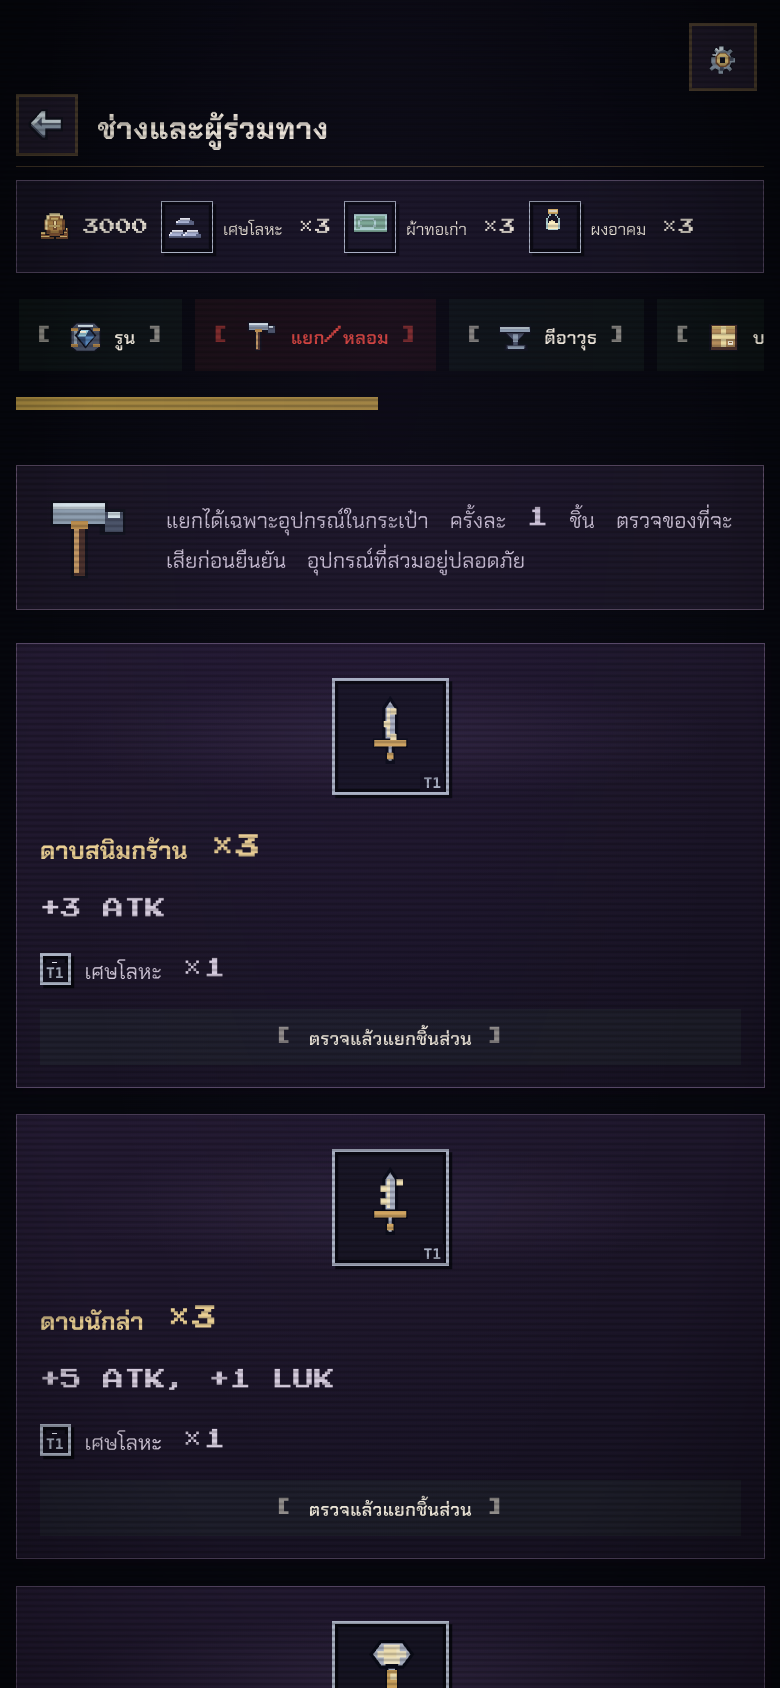 ช่างและผู้ร่วมทาง
3000 เศษโลหะ ×3 ผ้าทอเก่า ×3 ผงอาคม ×3
[ รูน ] [ แยก/หลอม ] [ ตีอาวุธ ] [ บ
แยกได้เฉพาะอุปกรณ์ในกระเป๋า ครั้งละ 1 ชิ้น ตรวจของที่จะ
เสียก่อนยืนยัน อุปกรณ์ที่สวมอยู่ปลอดภัย
T1
ดาบสนิมกร้าน ×3
+3 ATK
T1 เศษโลหะ ×1
[ ตรวจแล้วแยกชิ้นส่วน ]
T1
ดาบนักล่า ×3
+5 ATK, +1 LUK
T1 เศษโลหะ ×1
[ ตรวจแล้วแยกชิ้นส่วน ]